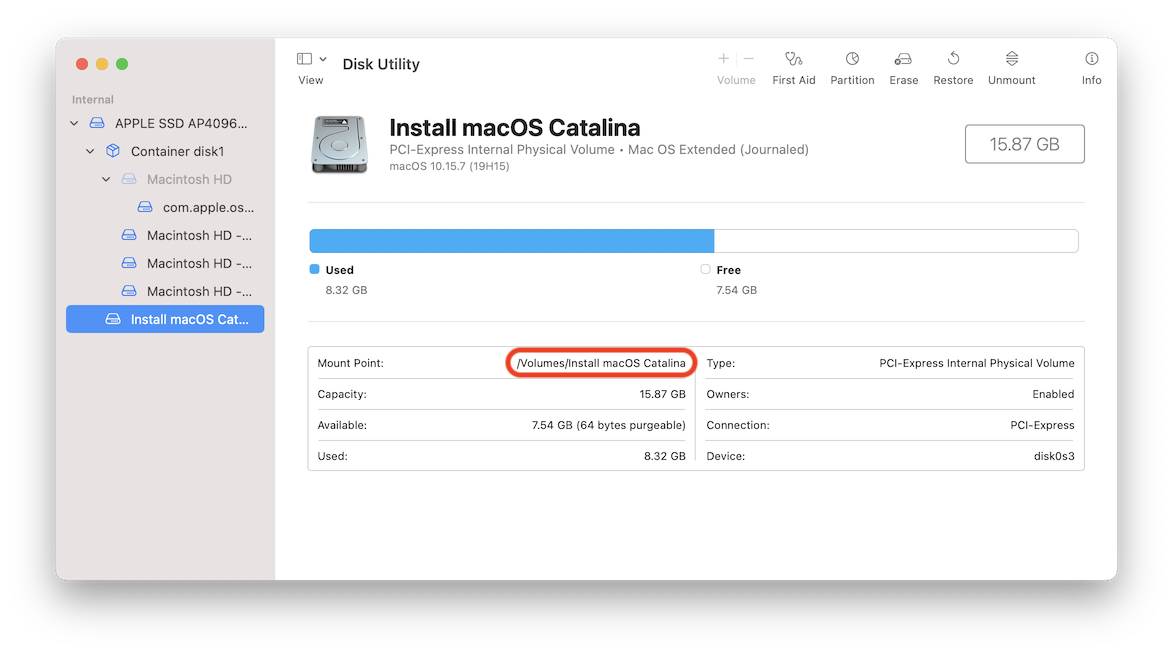 View
Disk Utility
Volume
First Aid
Partition
Erase
Restore
Unmount
Info
Internal
APPLE SSD AP4096...
Container disk1
Macintosh HD
com.apple.os...
Macintosh HD -...
Macintosh HD -...
Macintosh HD -...
Install macOS Cat...
Install macOS Catalina
PCI-Express Internal Physical Volume • Mac OS Extended (Journaled)
macOS 10.15.7 (19H15)
15.87 GB
Used
8.32 GB
Free
7.54 GB
Mount Point: /Volumes/Install macOS Catalina
Capacity: 15.87 GB
Available: 7.54 GB (64 bytes purgeable)
Used: 8.32 GB
Type: PCI-Express Internal Physical Volume
Owners: Enabled
Connection: PCI-Express
Device: disk0s3